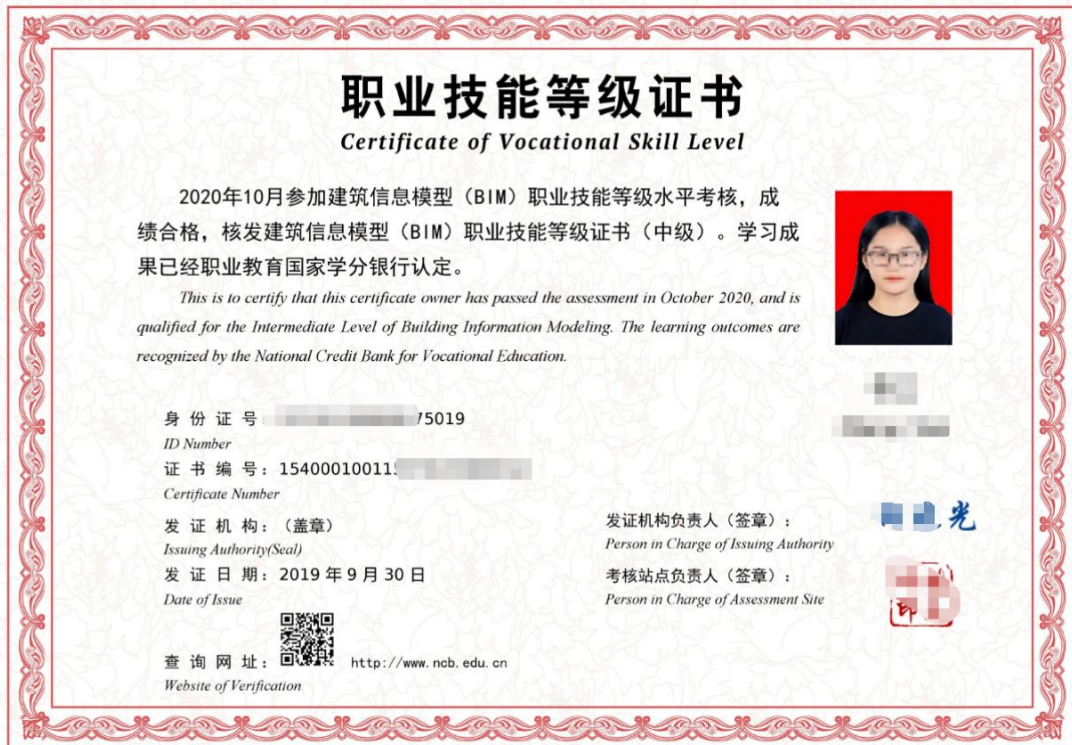 职业技能等级证书
Certificate of Vocational Skill Level
2020年10月参加建筑信息模型（BIM）职业技能等级水平考核，成
绩合格，核发建筑信息模型（BIM）职业技能等级证书（中级）。学习成
果已经职业教育国家学分银行认定。
This is to certify that this certificate owner has passed the assessment in October 2020, and is
qualified for the Intermediate Level of Building Information Modeling. The learning outcomes are
recognized by the National Credit Bank for Vocational Education.
身份证号：75019
ID Number
证书编号：15400010011
Certificate Number
发证机构：（盖章）
Issuing Authority(Seal)
发证日期：2019年9月30日
Date of Issue
查询网址： http://www.ncb.edu.cn
Website of Verification
发证机构负责人（签章）：
光
Person in Charge of Issuing Authority
考核站点负责人（签章）：
印
Person in Charge of Assessment Site